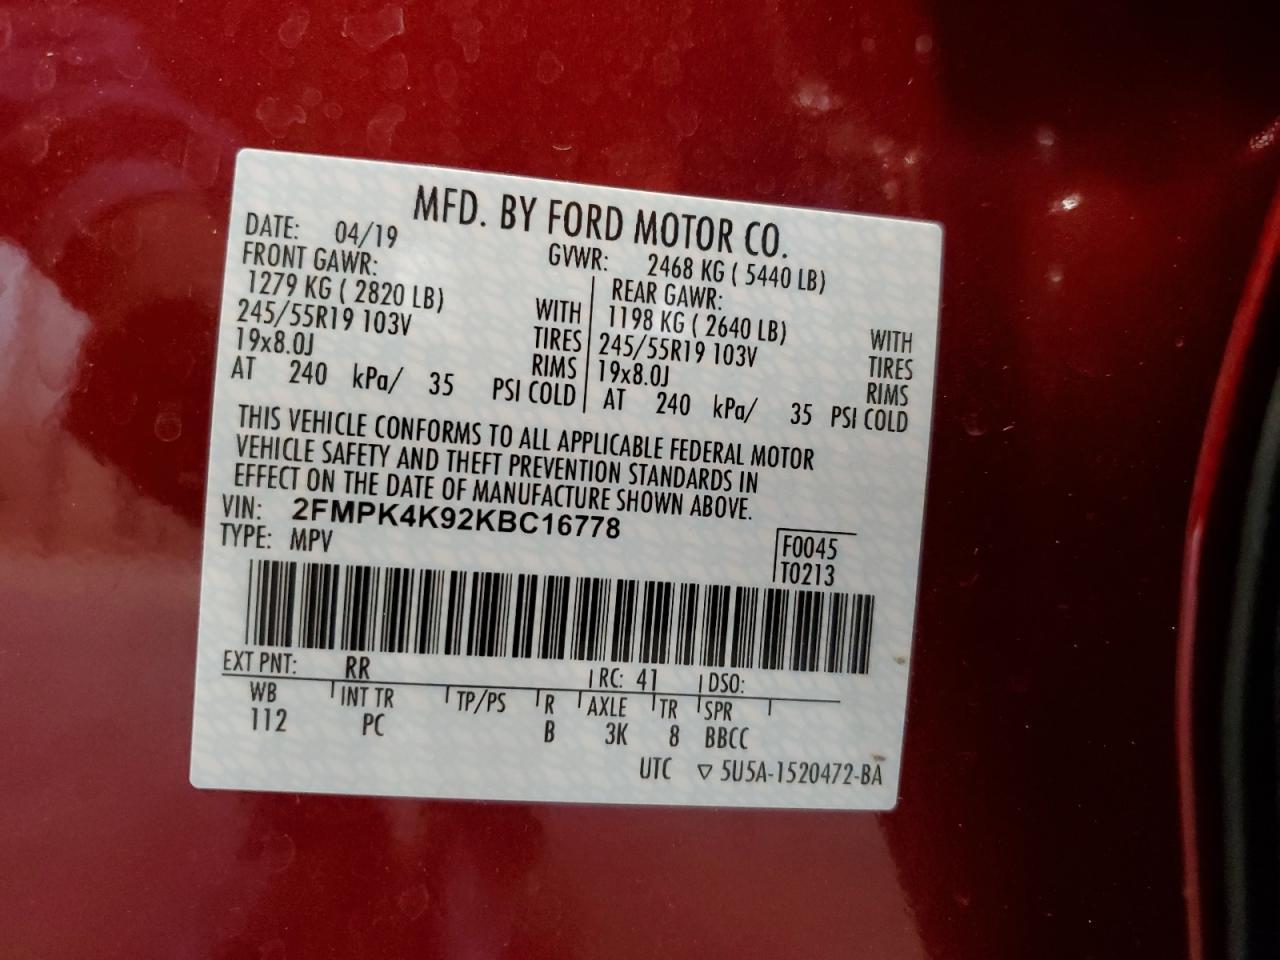 MFD. BY FORD MOTOR CO.
DATE: 04/19 GVWR: 2468 KG ( 5440 LB)
FRONT GAWR: REAR GAWR:
1279 KG ( 2820 LB) WITH 1198 KG ( 2640 LB) WITH
245/55R19 103V TIRES 245/55R19 103V TIRES
19x8.0J RIMS 19x8.0J RIMS
AT 240 kPa/ 35 PSI COLD AT 240 kPa/ 35 PSI COLD
THIS VEHICLE CONFORMS TO ALL APPLICABLE FEDERAL MOTOR
VEHICLE SAFETY AND THEFT PREVENTION STANDARDS IN
EFFECT ON THE DATE OF MANUFACTURE SHOWN ABOVE.
VIN: 2FMPK4K92KBC16778
TYPE: MPV
F0045
T0213
EXT PNT: RR RC: 41 DSO:
WB INT TR TP/PS R AXLE TR SPR
112 PC B 3K 8 BBCC
UTC ▽ 5U5A-1520472-BA